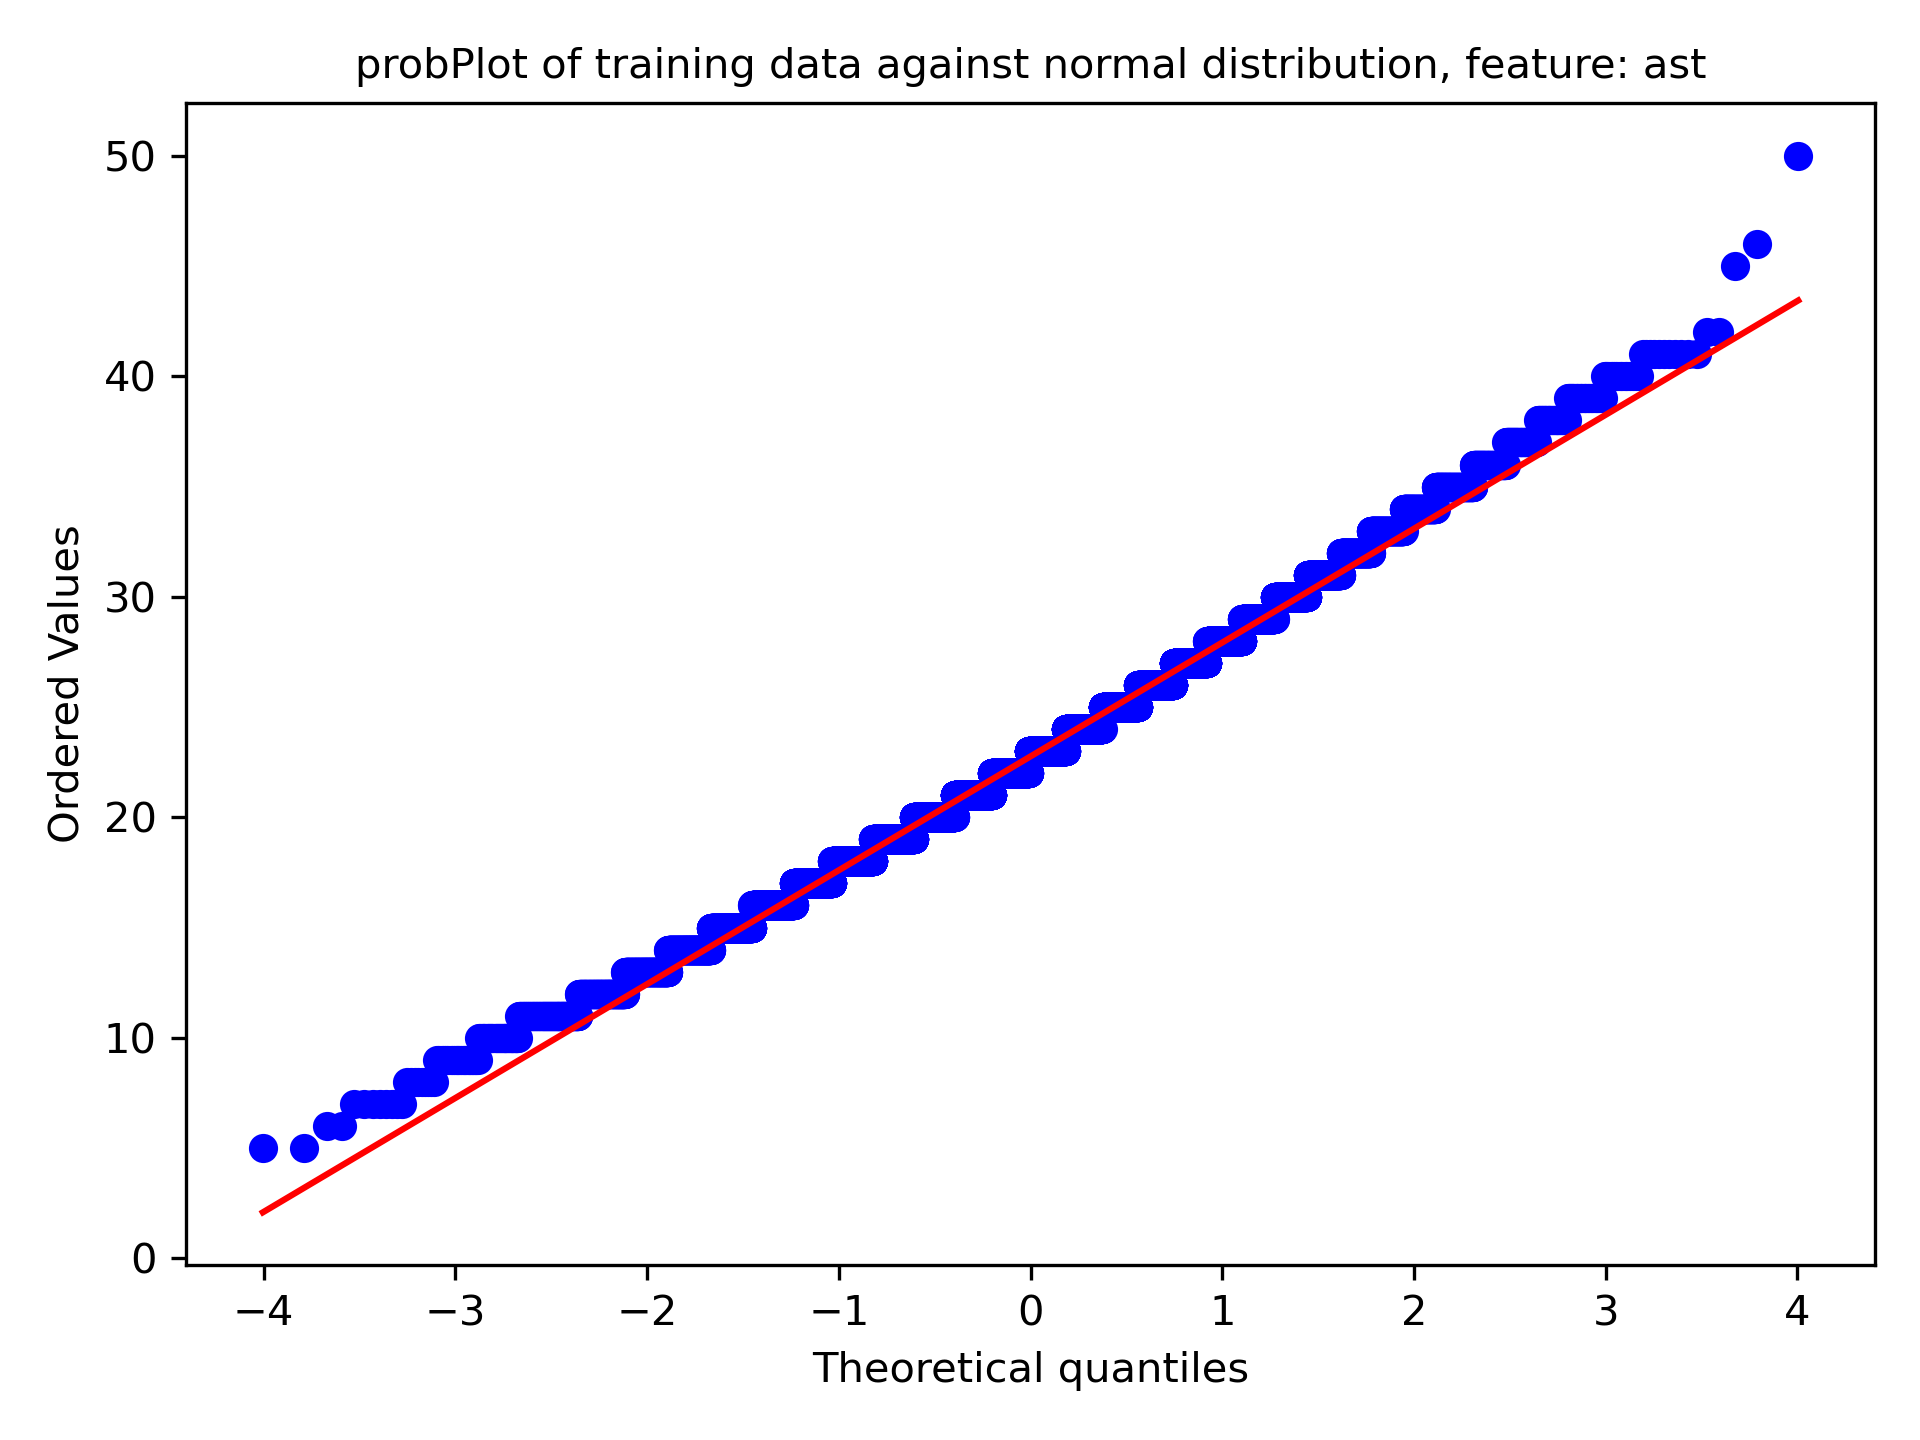 probPlot of training data against normal distribution, feature: ast
50
40
30
20
10
0
Ordered Values
−4 −3 −2 −1 0 1 2 3 4
Theoretical quantiles